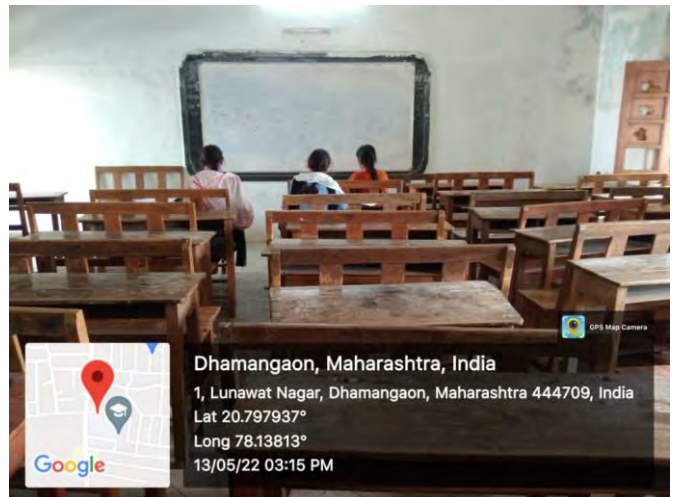 GPS Map Camera
Dhamangaon, Maharashtra, India
1, Lunawat Nagar, Dhamangaon, Maharashtra 444709, India
Lat 20.797937°
Long 78.13813°
13/05/22 03:15 PM
Google